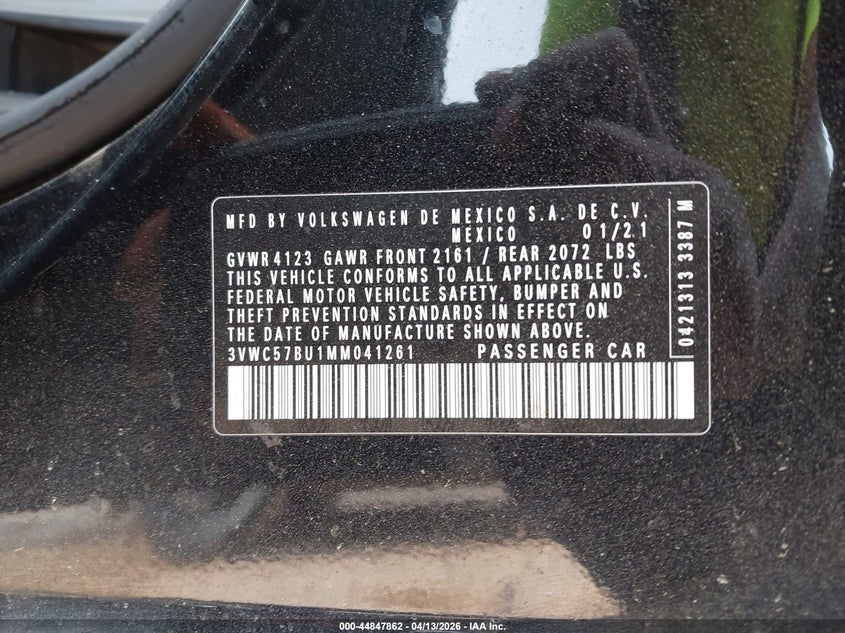 MFD BY VOLKSWAGEN DE MEXICO S.A. DE C.V.
MEXICO 01/21
GVWR 4123 GAWR FRONT 2161 / REAR 2072 LBS
THIS VEHICLE CONFORMS TO ALL APPLICABLE U.S.
FEDERAL MOTOR VEHICLE SAFETY, BUMPER AND
THEFT PREVENTION STANDARDS IN EFFECT ON
THE DATE OF MANUFACTURE SHOWN ABOVE.
3VWC57BU1MM041261 PASSENGER CAR
0421313 3387 M
000-44847862 - 04/13/2026 - IAA Inc.